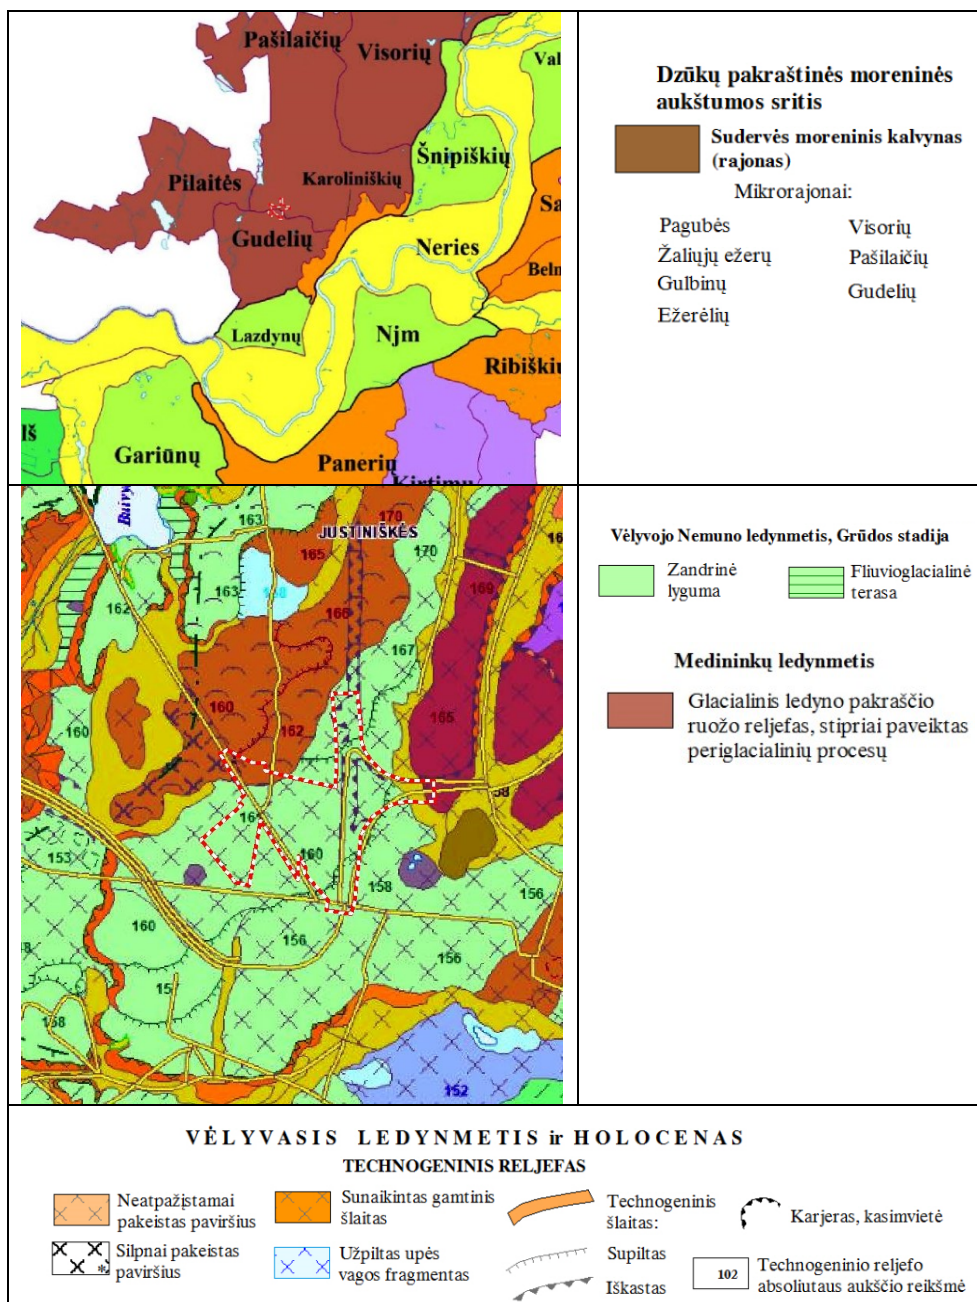 Pašilaičių
Visorių
Val
Šnipiškių
Pilaitės
Karoliniškių
Sa
Gudelių
Neries
Beln
Lazdynų
Njm
Ribiškių
lš
Gariūnų
Panerių
Kirtimų
Dzūkų pakraštinės moreninės
aukštumos sritis
Sudervės moreninis kalvynas
(rajonas)
Mikrorajonai:
Pagubės
Visorių
Žaliųjų ežerų
Pašilaičių
Gulbinų
Gudelių
Ežerėlių
163
170
JUSTINIŠKĖS
165
170
169
163
162
166
167
160
160
162
165
160
153
158
156
160
156
156
158
152
Vėlyvojo Nemuno ledynmetis, Grūdos stadija
Zandrinė
lyguma
Fliuvioglacialinė
terasa
Medininkų ledynmetis
Glacialinis ledyno pakraščio
ruožo reljefas, stipriai paveiktas
periglacialinių procesų
VĖLYVASIS LEDYNMETIS ir HOLOCENAS
TECHNOGENINIS RELJEFAS
Neatpažįstamai
pakeistas paviršius
Sunaikintas gamtinis
šlaitas
Technogeninis
šlaitas:
Karjeras, kasimvietė
Silpnai pakeistas
paviršius
Užpiltas upės
vagos fragmentas
Supiltas
Iškastas
102
Technogeninio reljefo
absoliutaus aukščio reikšmė